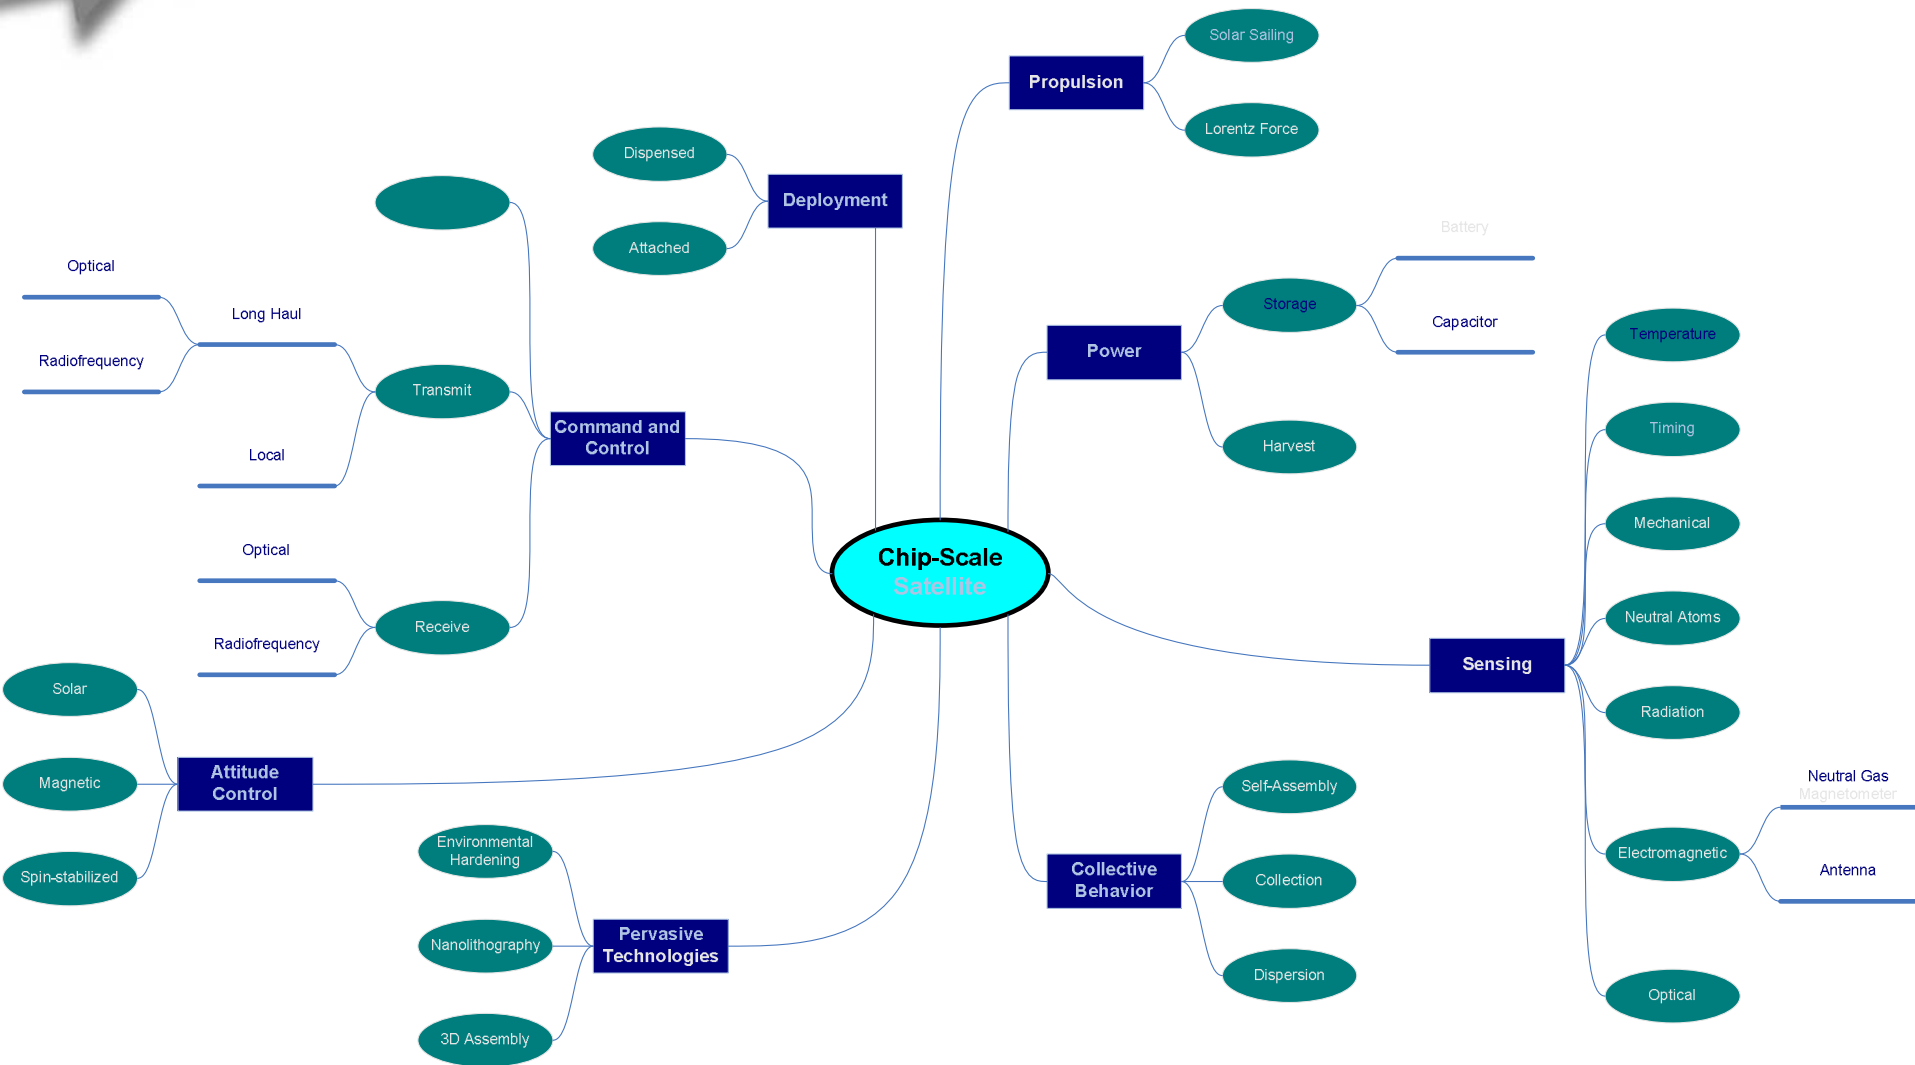 Solar Sailing
Propulsion
Lorentz Force
Dispensed
Deployment
Attached
Battery
Storage
Capacitor
Power
Harvest
Optical
Long Haul
Radiofrequency
Transmit
Local
Command and
Control
Optical
Receive
Radiofrequency
Chip-Scale
Satellite
Temperature
Timing
Mechanical
Neutral Atoms
Sensing
Radiation
Neutral Gas
Magnetometer
Electromagnetic
Antenna
Optical
Solar
Magnetic
Attitude
Control
Spin-stabilized
Environmental
Hardening
Nanolithography
Pervasive
Technologies
3D Assembly
Self-Assembly
Collective
Behavior
Collection
Dispersion